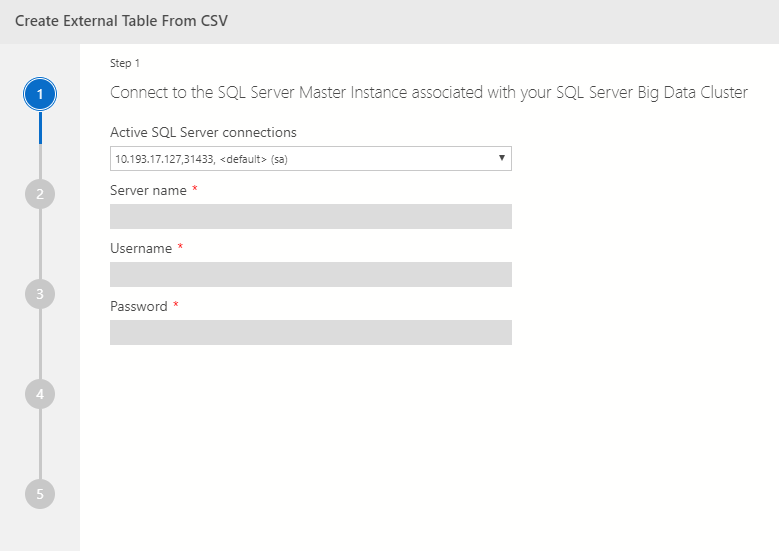 Create External Table From CSV
Step 1
1
Connect to the SQL Server Master Instance associated with your SQL Server Big Data Cluster
Active SQL Server connections
10.193.17.127,31433, <default> (sa)
Server name *
2
Username *
3
Password *
4
5